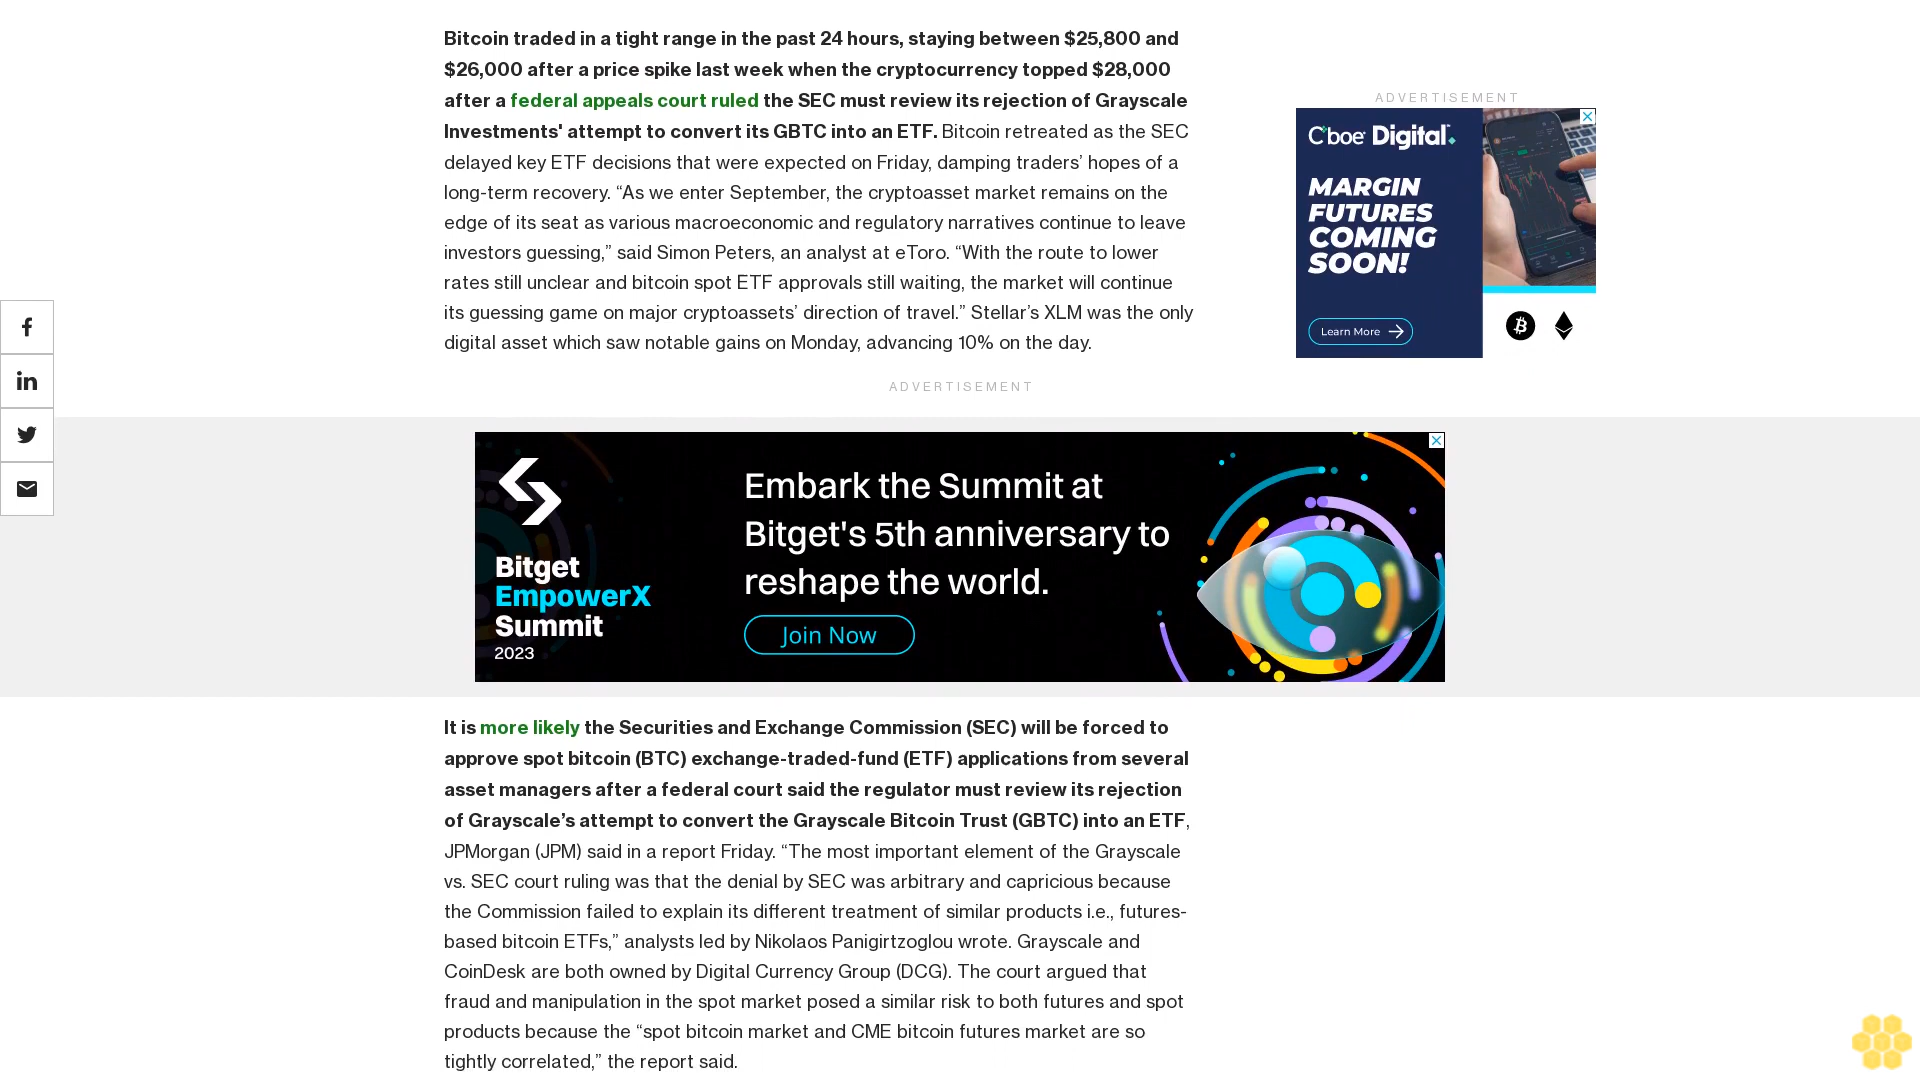 Bitcoin traded in a tight range in the past 24 hours, staying between $25,800 and
$26,000 after a price spike last week when the cryptocurrency topped $28,000
after a federal appeals court ruled the SEC must review its rejection of Grayscale
Investments' attempt to convert its GBTC into an ETF. Bitcoin retreated as the SEC
delayed key ETF decisions that were expected on Friday, damping traders’ hopes of a
long-term recovery. “As we enter September, the cryptoasset market remains on the
edge of its seat as various macroeconomic and regulatory narratives continue to leave
investors guessing,” said Simon Peters, an analyst at eToro. “With the route to lower
rates still unclear and bitcoin spot ETF approvals still waiting, the market will continue
its guessing game on major cryptoassets’ direction of travel.” Stellar’s XLM was the only
digital asset which saw notable gains on Monday, advancing 10% on the day.
ADVERTISEMENT
Cboe Digital
MARGIN
FUTURES
COMING
SOON!
Learn More
ADVERTISEMENT
Bitget
EmpowerX
Summit
2023
Embark the Summit at
Bitget's 5th anniversary to
reshape the world.
Join Now
It is more likely the Securities and Exchange Commission (SEC) will be forced to
approve spot bitcoin (BTC) exchange-traded-fund (ETF) applications from several
asset managers after a federal court said the regulator must review its rejection
of Grayscale’s attempt to convert the Grayscale Bitcoin Trust (GBTC) into an ETF,
JPMorgan (JPM) said in a report Friday. “The most important element of the Grayscale
vs. SEC court ruling was that the denial by SEC was arbitrary and capricious because
the Commission failed to explain its different treatment of similar products i.e., futures-
based bitcoin ETFs,” analysts led by Nikolaos Panigirtzoglou wrote. Grayscale and
CoinDesk are both owned by Digital Currency Group (DCG). The court argued that
fraud and manipulation in the spot market posed a similar risk to both futures and spot
products because the “spot bitcoin market and CME bitcoin futures market are so
tightly correlated,” the report said.